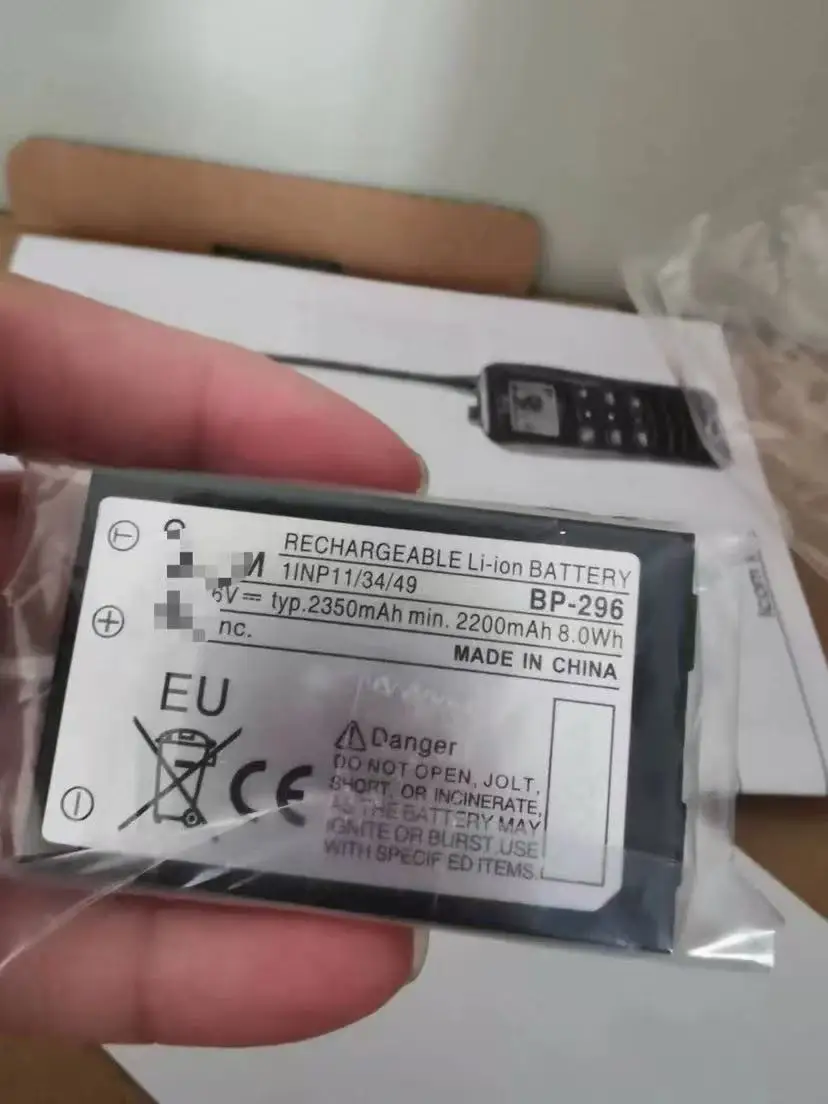 RECHARGEABLE Li-ion BATTERY
1INP11/34/49
BP-296
6V⎓ typ.2350mAh min. 2200mAh 8.0Wh
nc.
MADE IN CHINA
EU
CE
Danger
DO NOT OPEN, JOLT,
SHORT, OR INCINERATE,
AS THE BATTERY MAY
IGNITE OR BURST.USE
WITH SPECIF ED ITEMS.